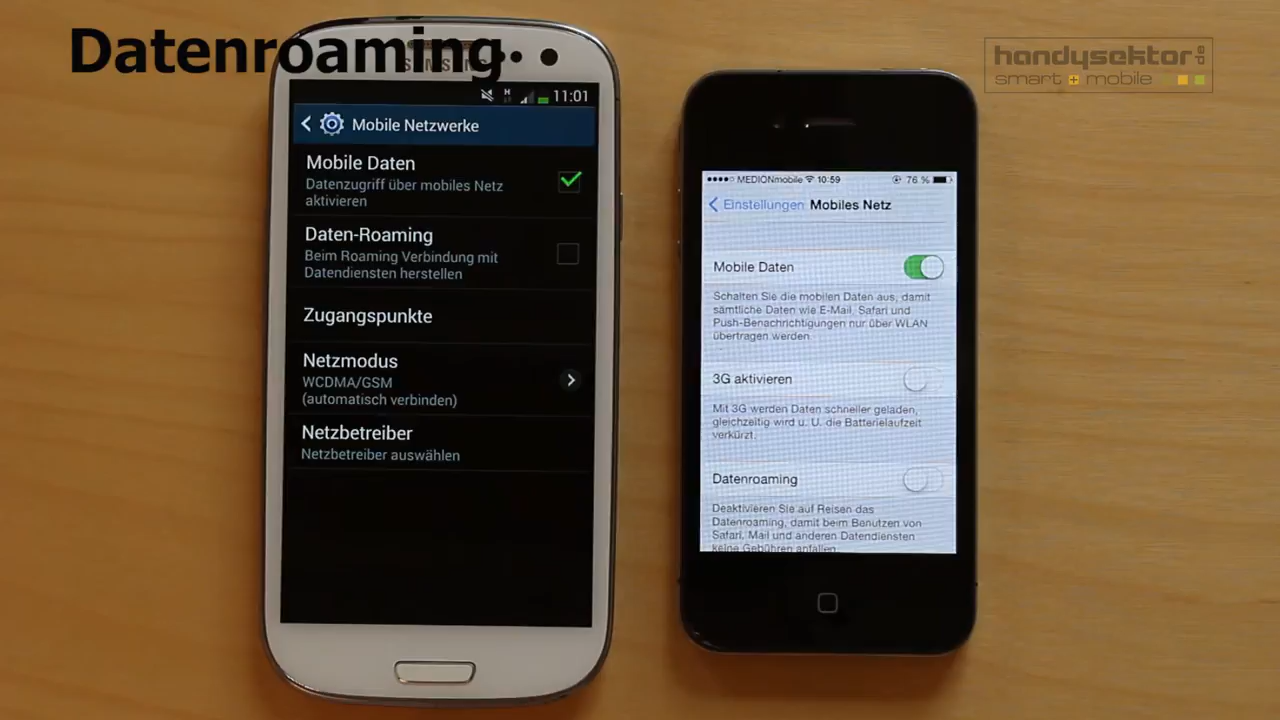 Datenroaming
handysektor.de
smart + mobile
SAMSUNG
11:01
Mobile Netzwerke
Mobile Daten
Datenzugriff über mobiles Netz
aktivieren
Daten-Roaming
Beim Roaming Verbindung mit
Datendiensten herstellen
Zugangspunkte
Netzmodus
WCDMA/GSM
(automatisch verbinden)
Netzbetreiber
Netzbetreiber auswählen
MEDIONmobile 10:59 76 %
Einstellungen Mobiles Netz
Mobile Daten
Schalten Sie die mobilen Daten aus, damit
sämtliche Daten wie E-Mail, Safari und
Push-Benachrichtigungen nur über WLAN
übertragen werden.
3G aktivieren
Mit 3G werden Daten schneller geladen,
gleichzeitig wird u. U. die Batterielaufzeit
verkürzt.
Datenroaming
Deaktivieren Sie auf Reisen das
Datenroaming, damit beim Benutzen von
Safari, Mail und anderen Datendiensten
keine Gebühren anfallen.